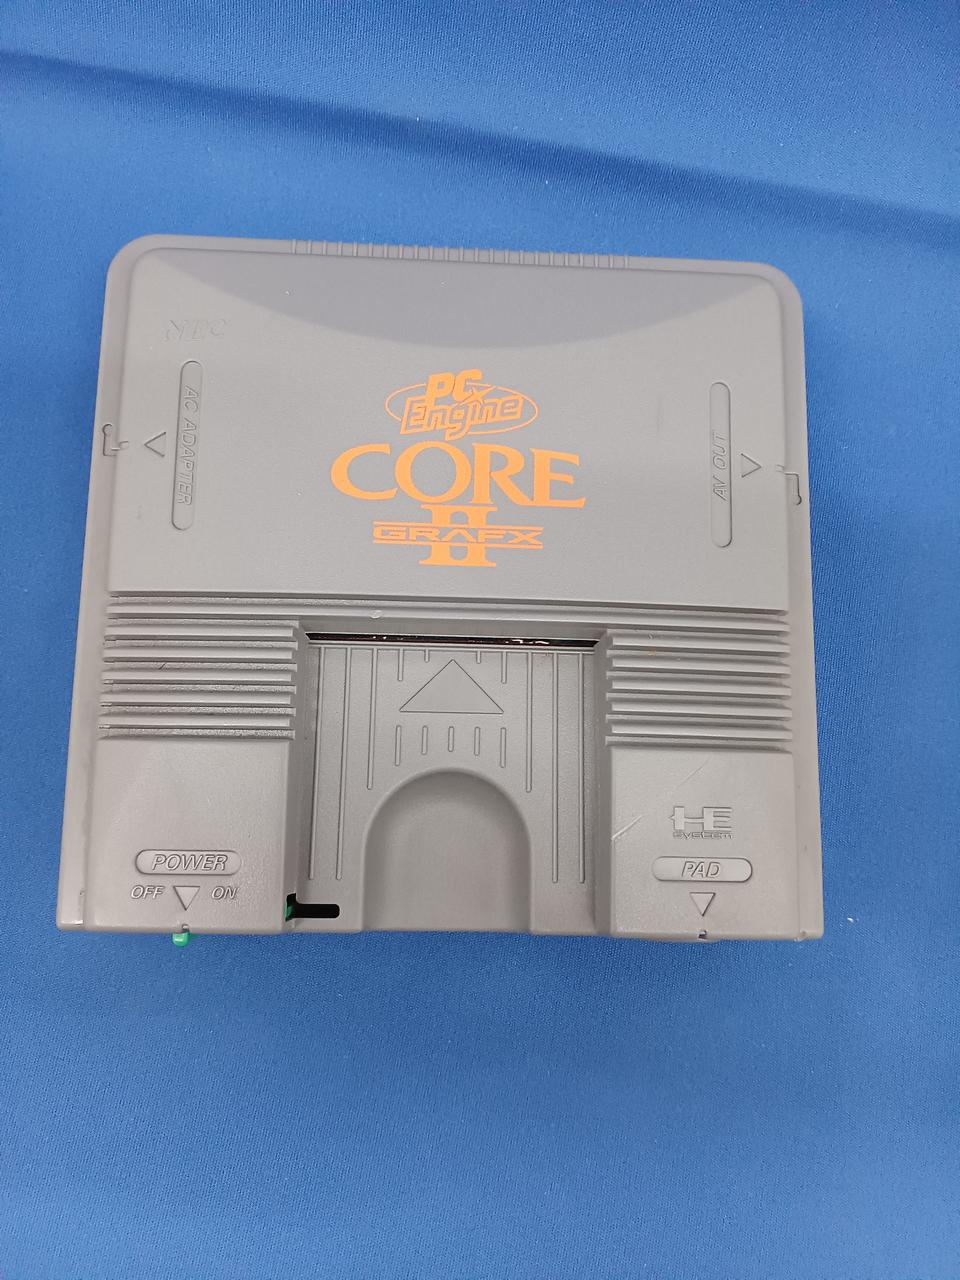 NEC
AC ADAPTER
PC
Engine
CORE
II
GRAFX
AV OUT
HE
SYSTEM
POWER
OFF ON
PAD